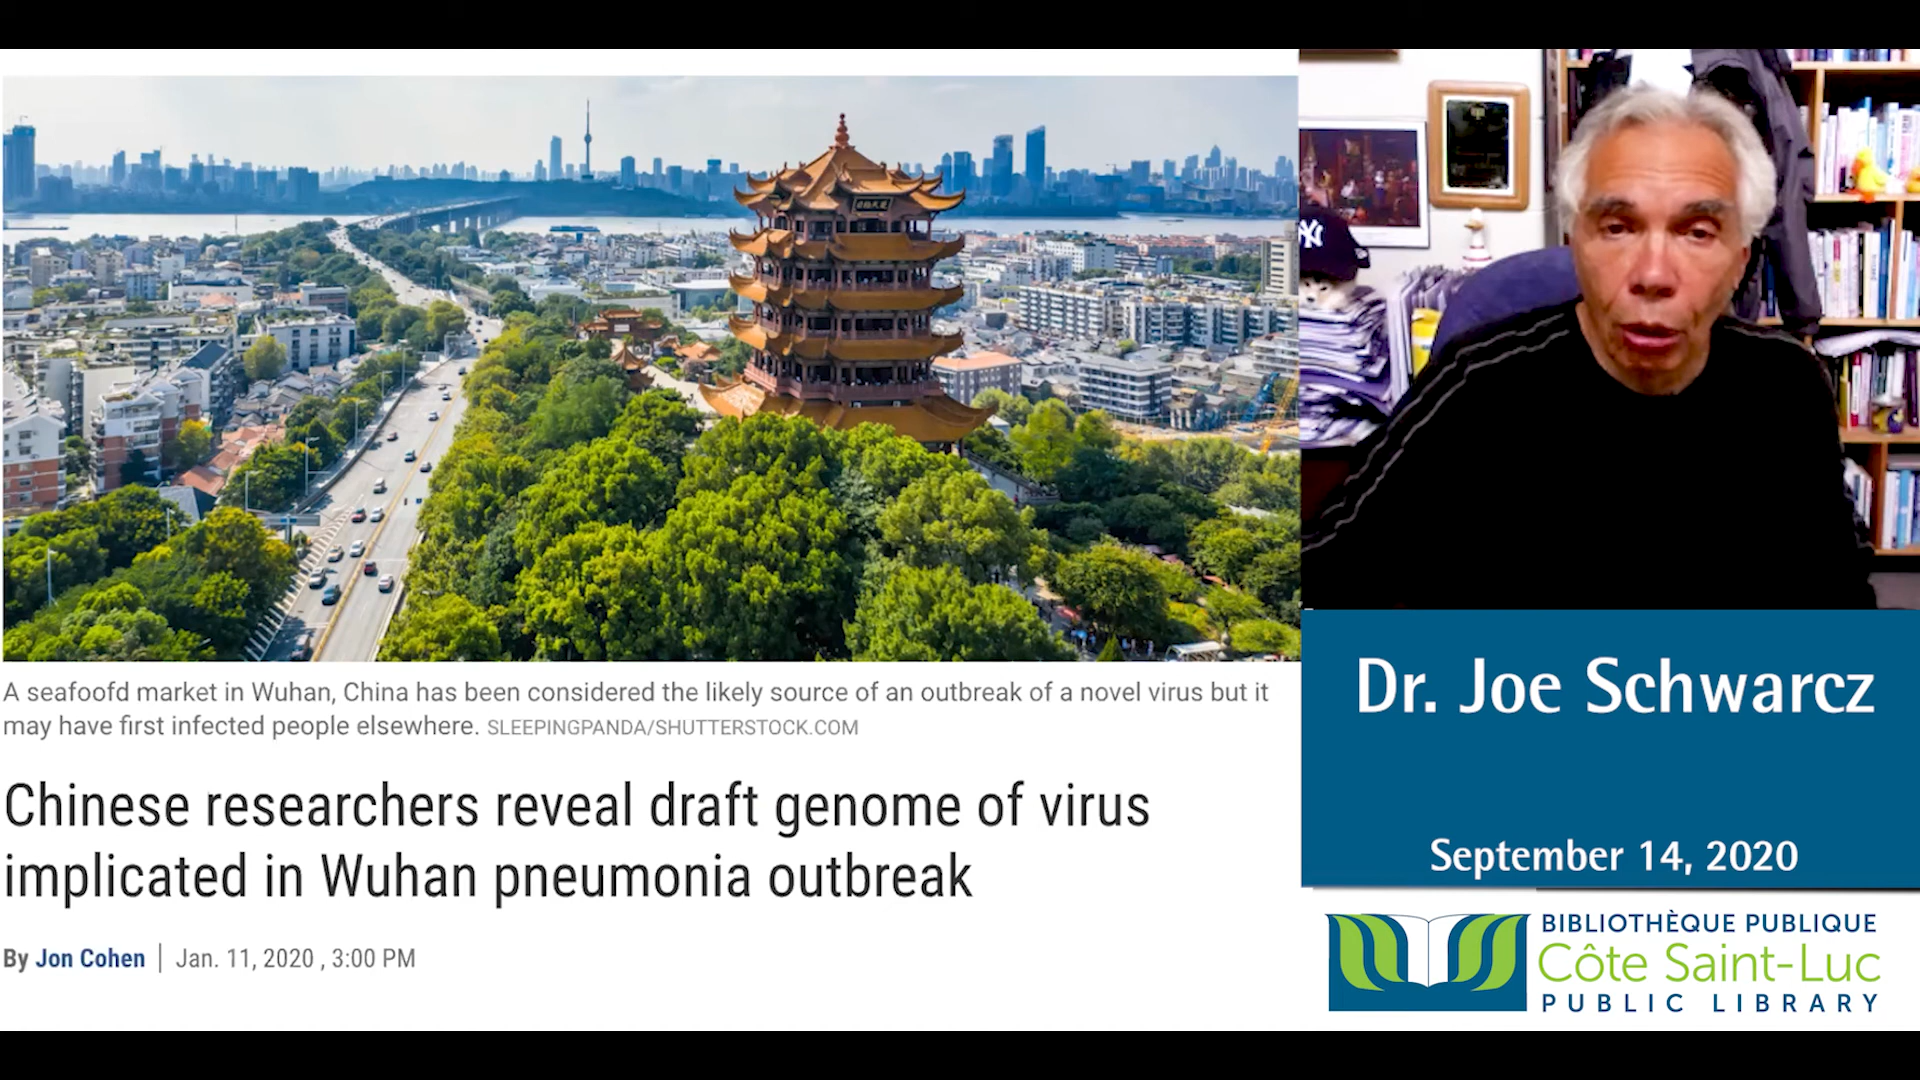 A seafoofd market in Wuhan, China has been considered the likely source of an outbreak of a novel virus but it
may have first infected people elsewhere. SLEEPINGPANDA/SHUTTERSTOCK.COM
Chinese researchers reveal draft genome of virus
implicated in Wuhan pneumonia outbreak
By Jon Cohen | Jan. 11, 2020 , 3:00 PM
Dr. Joe Schwarcz
September 14, 2020
BIBLIOTHÈQUE PUBLIQUE
Côte Saint-Luc
PUBLIC LIBRARY